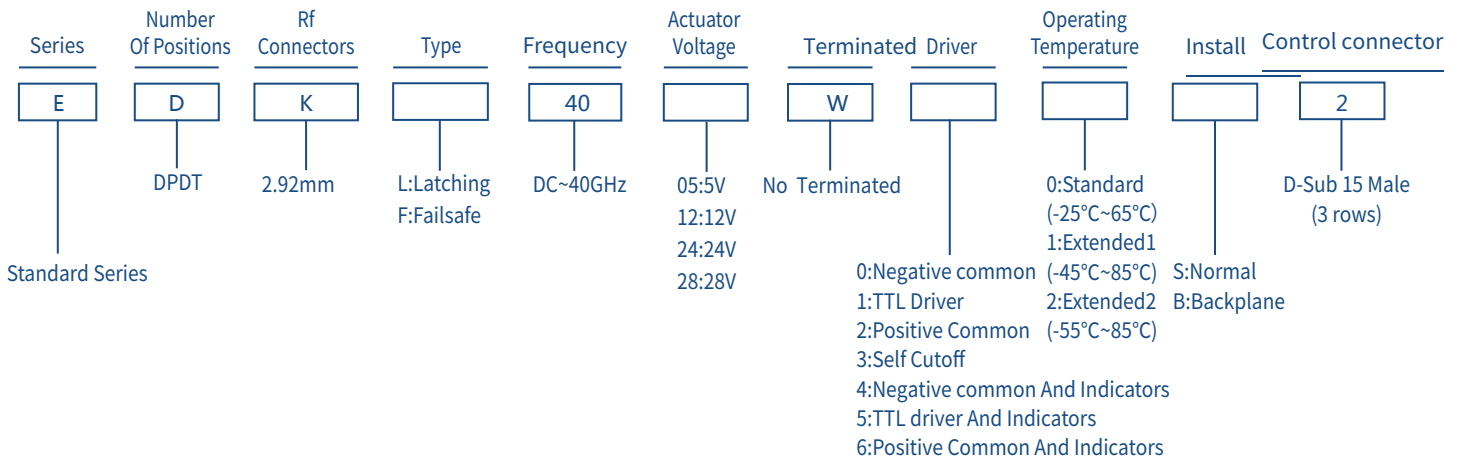 Series
Number
Of Positions
Rf
Connectors
Type
Frequency
Actuator
Voltage
Terminated
Driver
Operating
Temperature
Install
Control connector
E
D
K
40
W
2
Standard Series
DPDT
2.92mm
L:Latching
F:Failsafe
DC~40GHz
05:5V
12:12V
24:24V
28:28V
No Terminated
0:Negative common
1:TTL Driver
2:Positive Common
3:Self Cutoff
4:Negative common And Indicators
5:TTL driver And Indicators
6:Positive Common And Indicators
0:Standard
(-25°C~65°C)
1:Extended1
(-45°C~85°C)
2:Extended2
(-55°C~85°C)
S:Normal
B:Backplane
D-Sub 15 Male
(3 rows)